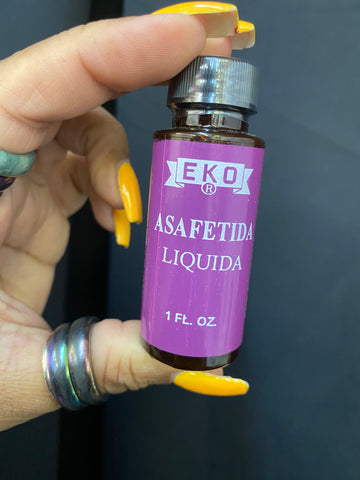 EKO
®
ASAFETIDA
LIQUIDA
1 FL. OZ.